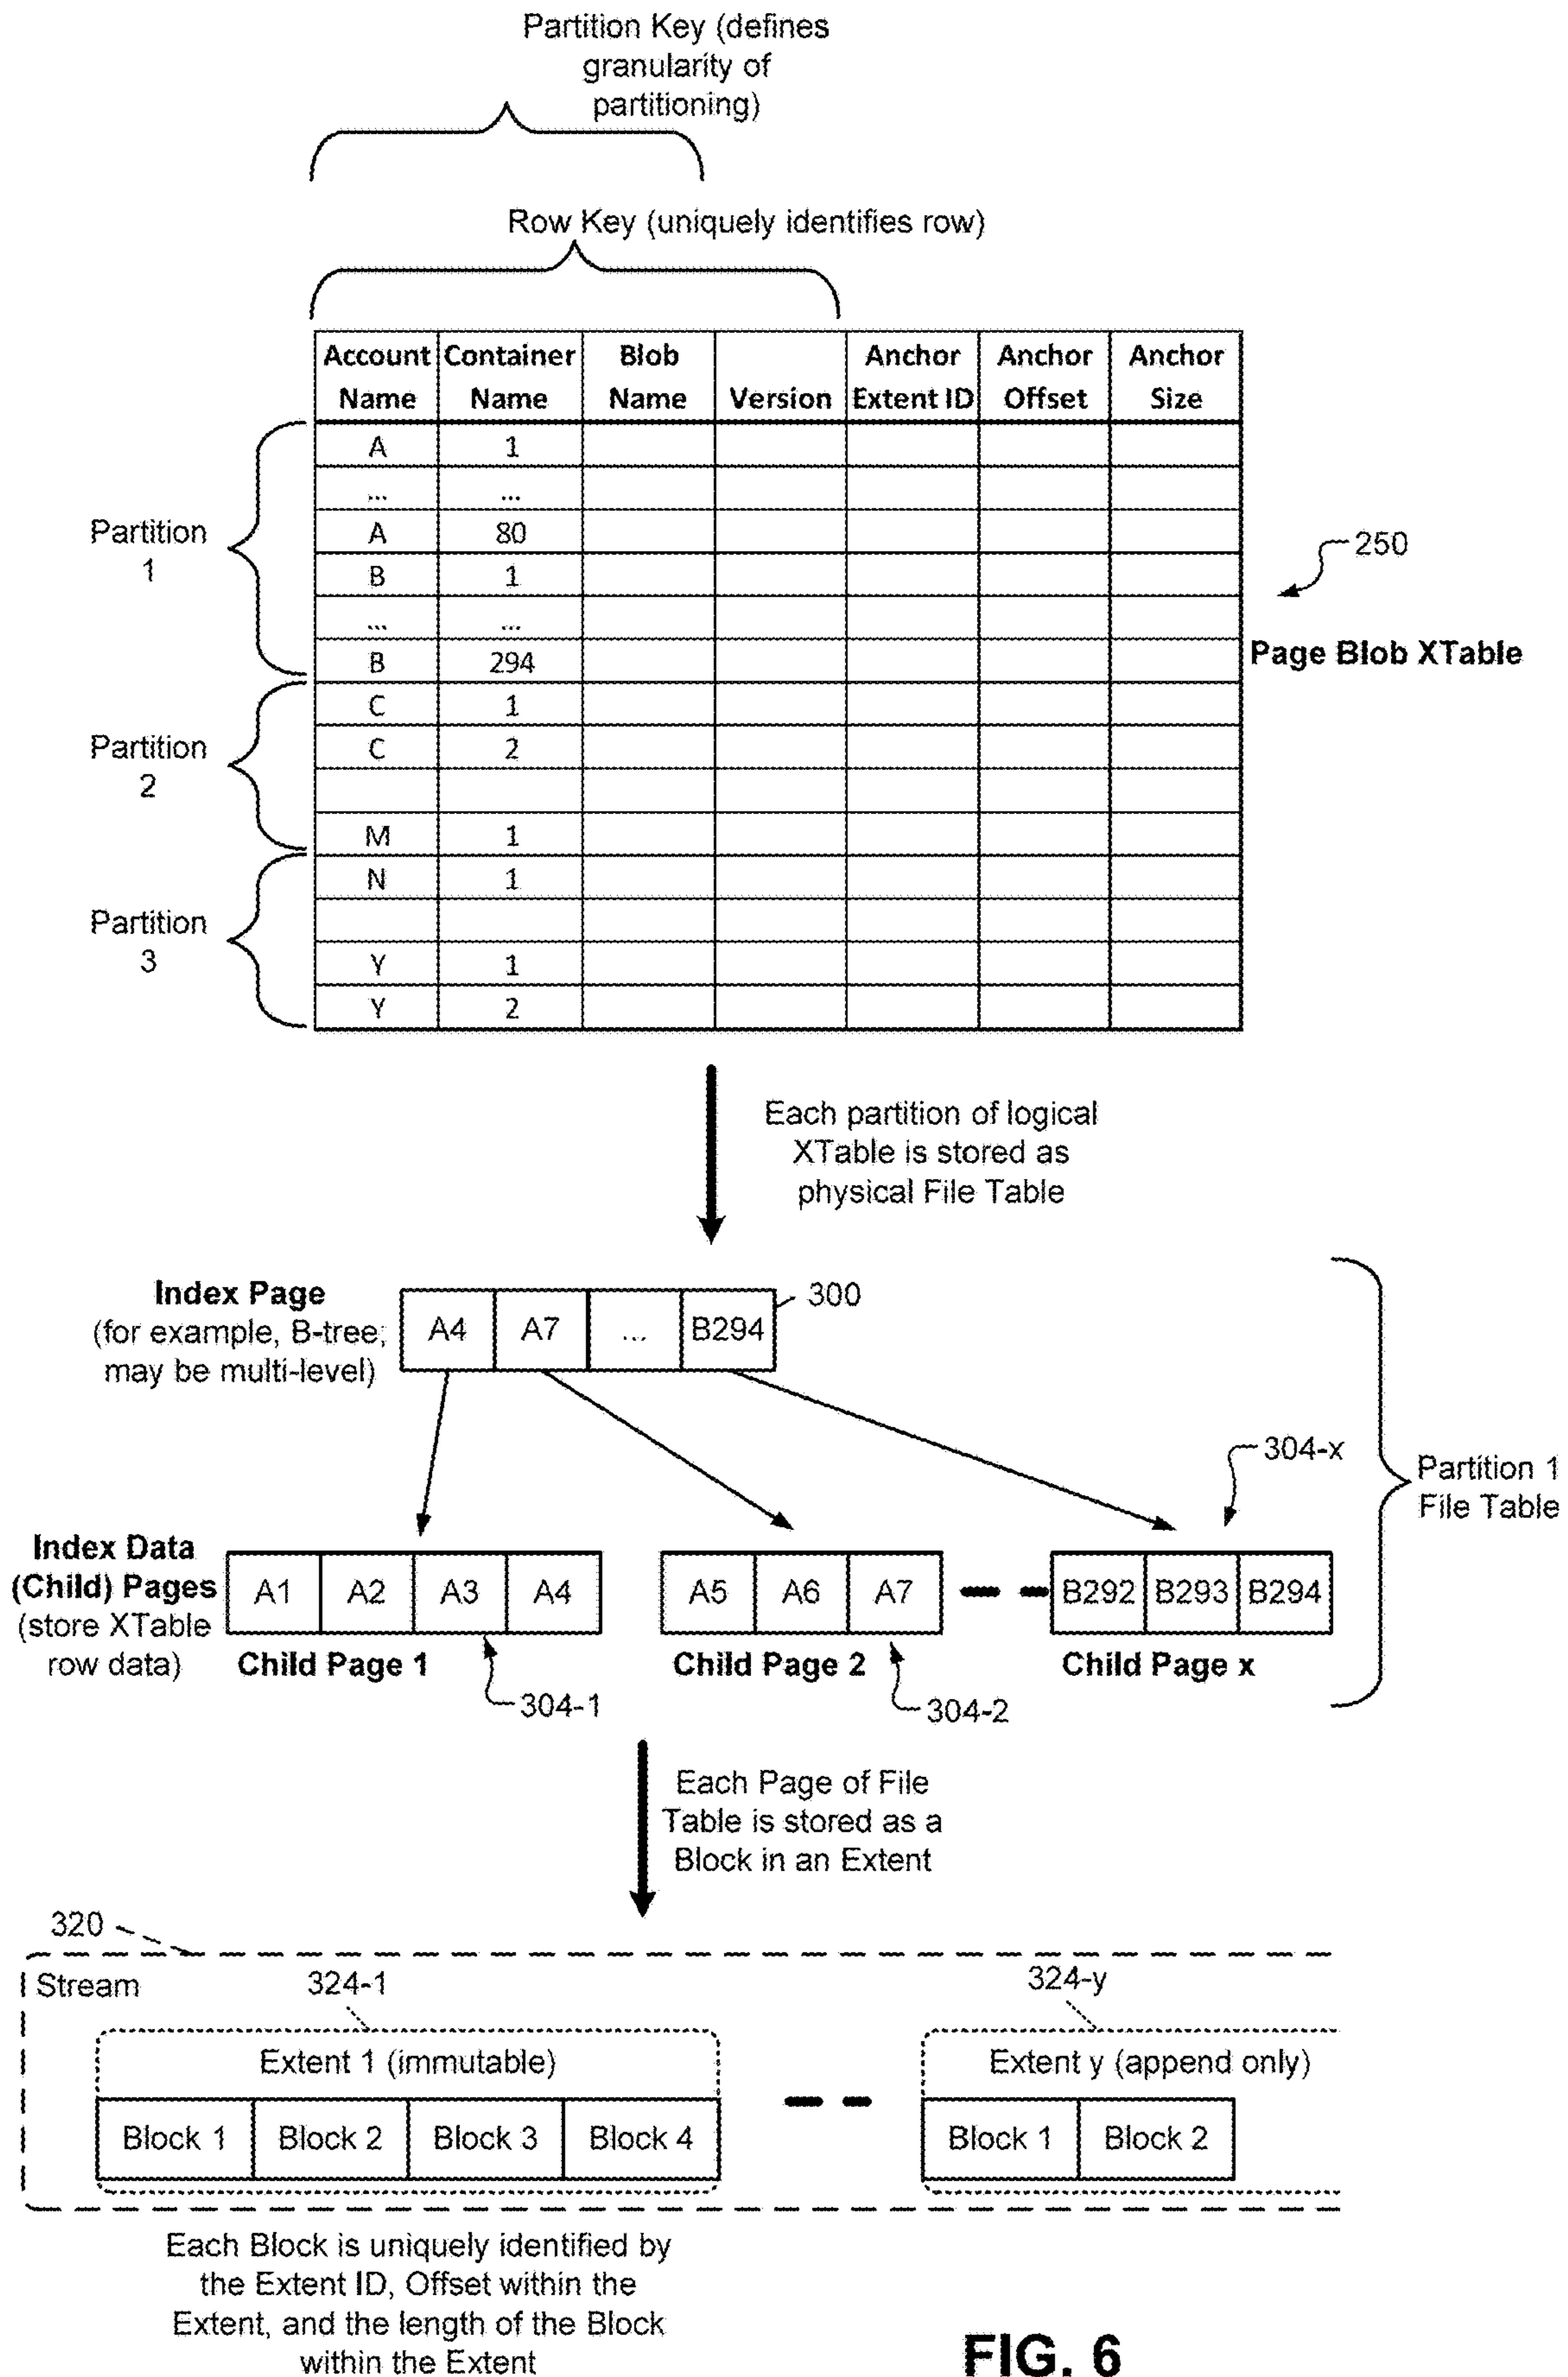 Partition Key (defines
granularity of
partitioning)
Row Key (uniquely identifies row)
Account Name Container Name Blob Name Version Anchor Extent ID Anchor Offset Anchor Size
A 1
... ...
A 80
B 1
... ...
B 294
C 1
C 2
M 1
N 1
Y 1
Y 2
Partition
1
Partition
2
Partition
3
250
Page Blob XTable
Each partition of logical
XTable is stored as
physical File Table
Index Page
(for example, B-tree;
may be multi-level)
A4 A7 ... B294
300
304-x
Partition 1
File Table
Index Data
(Child) Pages
(store XTable
row data)
A1 A2 A3 A4
A5 A6 A7
B292 B293 B294
Child Page 1
Child Page 2
Child Page x
304-1
304-2
Each Page of File
Table is stored as a
Block in an Extent
320
Stream
324-1
324-y
Extent 1 (immutable)
Extent y (append only)
Block 1 Block 2 Block 3 Block 4
Block 1 Block 2
Each Block is uniquely identified by
the Extent ID, Offset within the
Extent, and the length of the Block
within the Extent
FIG. 6